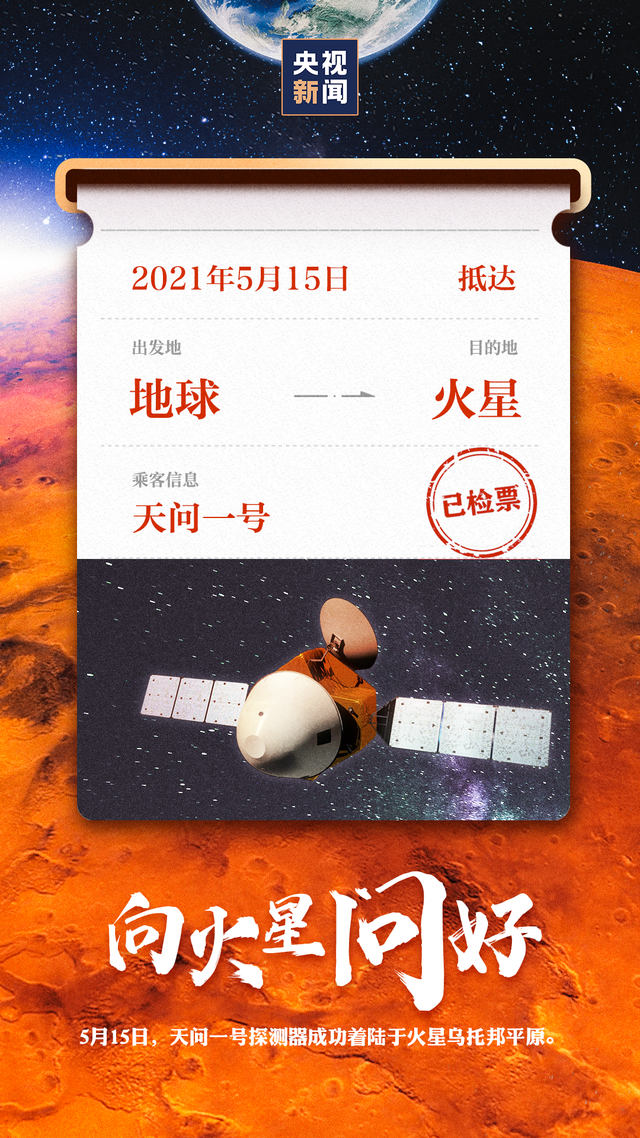 央视
新闻
2021年5月15日 抵达
出发地 目的地
地球 火星
乘客信息
天问一号
已检票
向火星问好
5月15日，天问一号探测器成功着陆于火星乌托邦平原。